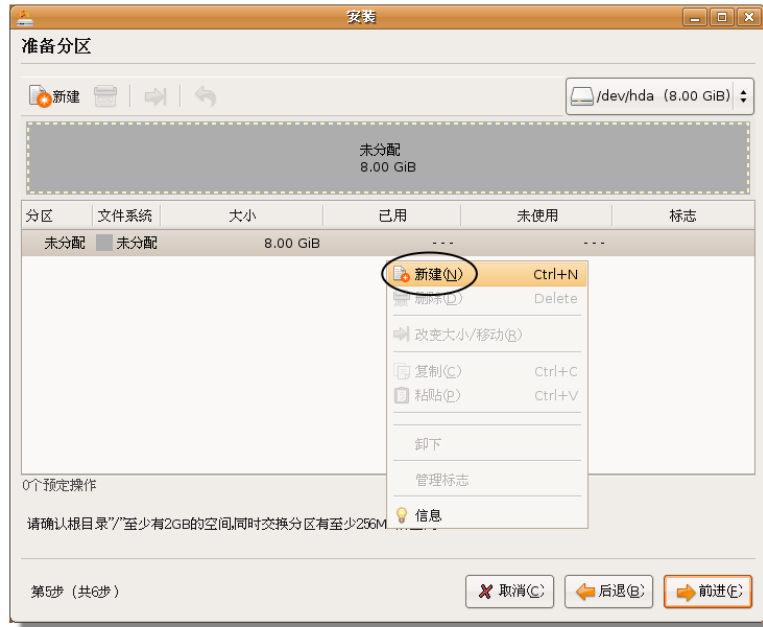 安装
准备分区
新建
/dev/hda (8.00 GiB)
未分配
8.00 GiB
分区 文件系统 大小 已用 未使用 标志
未分配 未分配 8.00 GiB --- ---
新建(N) Ctrl+N
删除(D) Delete
改变大小/移动(R)
复制(C) Ctrl+C
粘贴(P) Ctrl+V
卸下
管理标志
信息
0个预定操作
请确认根目录”/”至少有2GB的空间,同时交换分区有至少256M
第5步 (共6步)
取消(C) 后退(B) 前进(F)